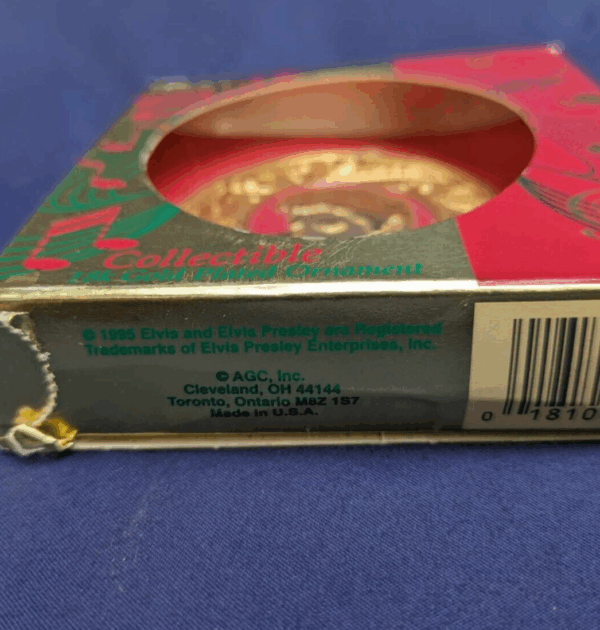 Collectible
Gold Plated Ornament
© 1995 Elvis and Elvis Presley are Registered
Trademarks of Elvis Presley Enterprises, Inc.
© AGC, Inc.
Cleveland, OH 44144
Toronto, Ontario M8Z 1S7
Made in U.S.A.
0 1810